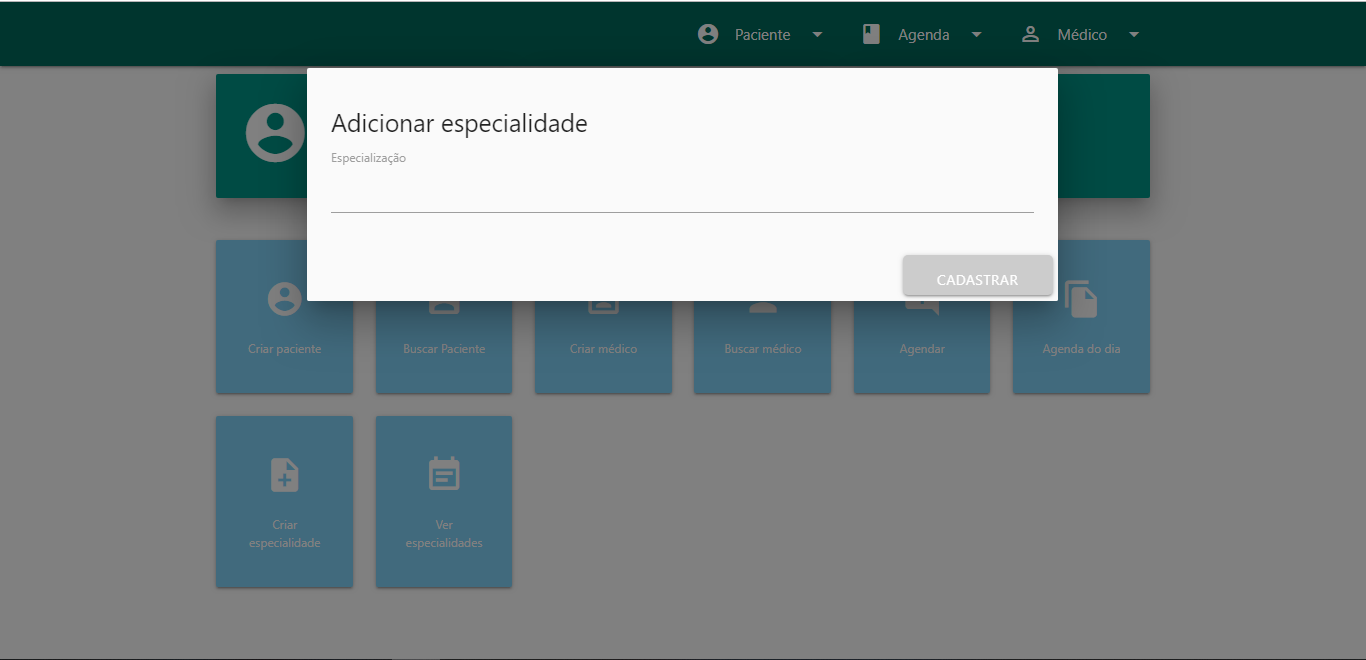 Paciente Agenda Médico
Adicionar especialidade
Especialização
CADASTRAR
Criar paciente Buscar Paciente Criar médico Buscar médico Agendar Agenda do dia
Criar
especialidade
Ver
especialidades